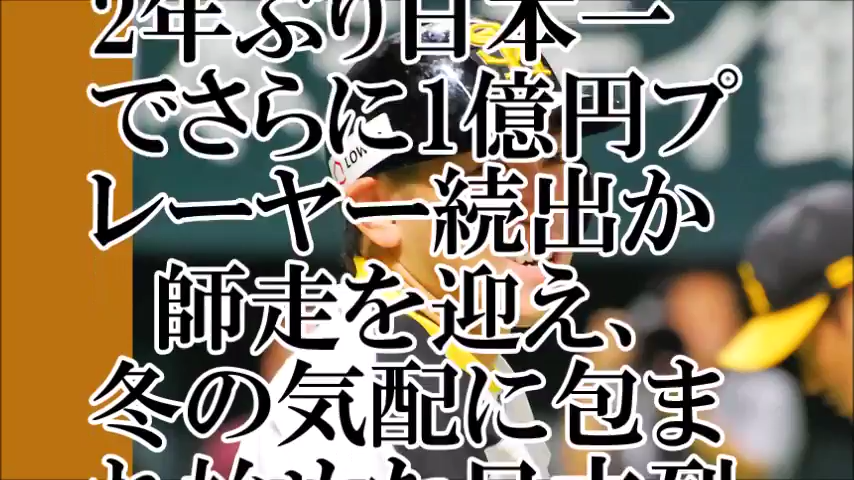 2年ぶり日本一
でさらに1億円プ
レーヤー続出か
師走を迎え、
冬の気配に包ま
LOW